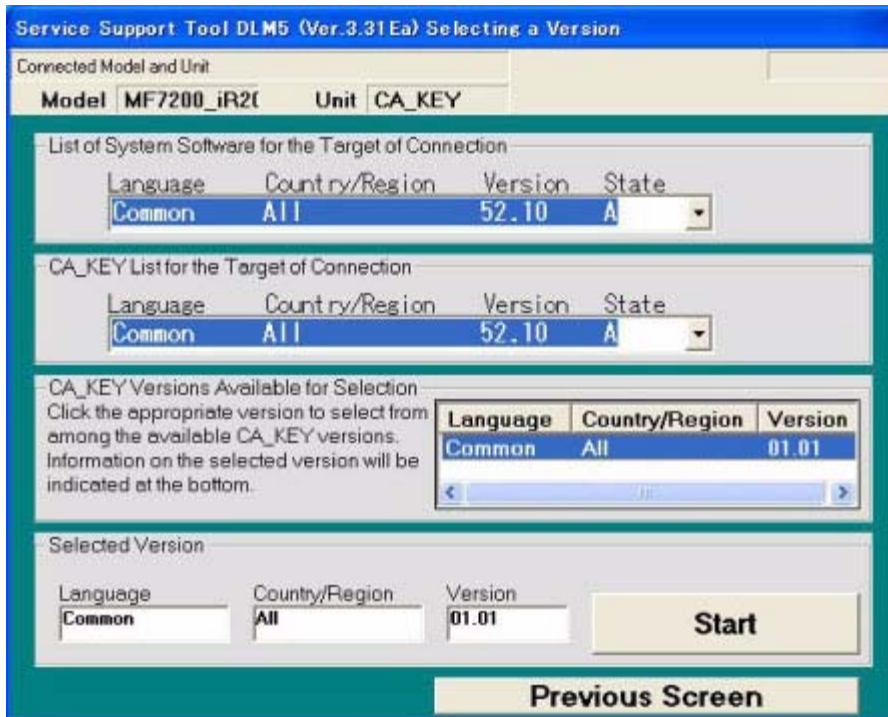 Service Support Tool DLM5 (Ver.3.31Ea) Selecting a Version
Connected Model and Unit
Model MF7200_iR20 Unit CA_KEY
List of System Software for the Target of Connection
Language Country/Region Version State
Common All 52.10 A
CA_KEY List for the Target of Connection
Language Country/Region Version State
Common All 52.10 A
CA_KEY Versions Available for Selection
Click the appropriate version to select from
among the available CA_KEY versions.
Information on the selected version will be
indicated at the bottom.
Language Country/Region Version
Common All 01.01
Selected Version
Language Country/Region Version
Common All 01.01
Start
Previous Screen